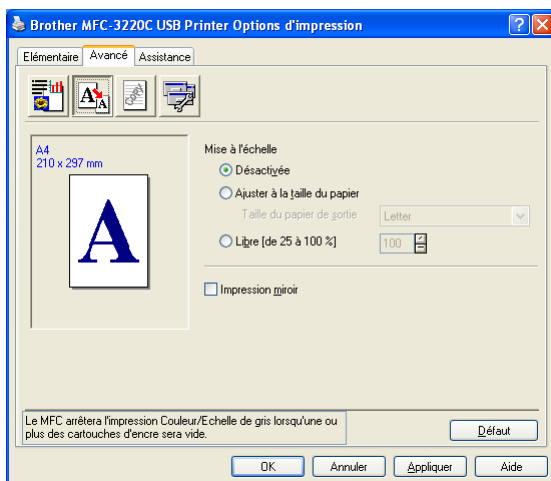 Brother MFC-3220C USB Printer Options d'impression
Elémentaire Avancé Assistance
A4
210 x 297 mm
A
Mise à l'échelle
Désactivée
Ajuster à la taille du papier
Taille du papier de sortie Letter
Libre [de 25 à 100 %] 100
Impression miroir
Le MFC arrêtera l'impression Couleur/Echelle de gris lorsqu'une ou
plus des cartouches d'encre sera vide.
Défaut
OK Annuler Appliquer Aide